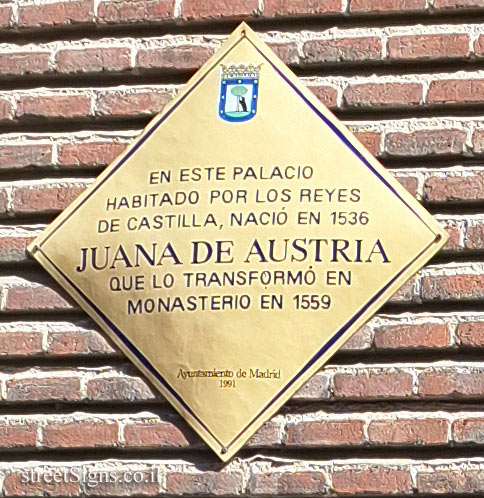 EN ESTE PALACIO
HABITADO POR LOS REYES
DE CASTILLA, NACIÓ EN 1536
JUANA DE AUSTRIA
QUE LO TRANSFORMÓ EN
MONASTERIO EN 1559
Ayuntamiento de Madrid
1991
streetSigns.co.il